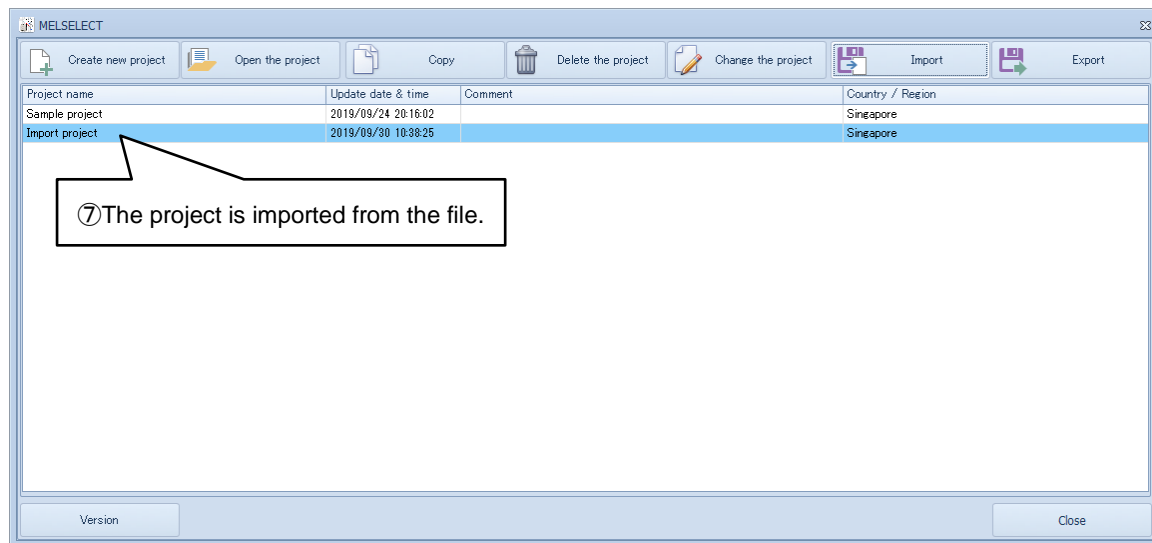 MELSELECT
Create new project Open the project Copy Delete the project Change the project Import Export
Project name Update date & time Comment Country / Region
Sample project 2019/09/24 20:16:02 Singapore
Import project 2019/09/30 10:38:25 Singapore
⑦The project is imported from the file.
Version Close